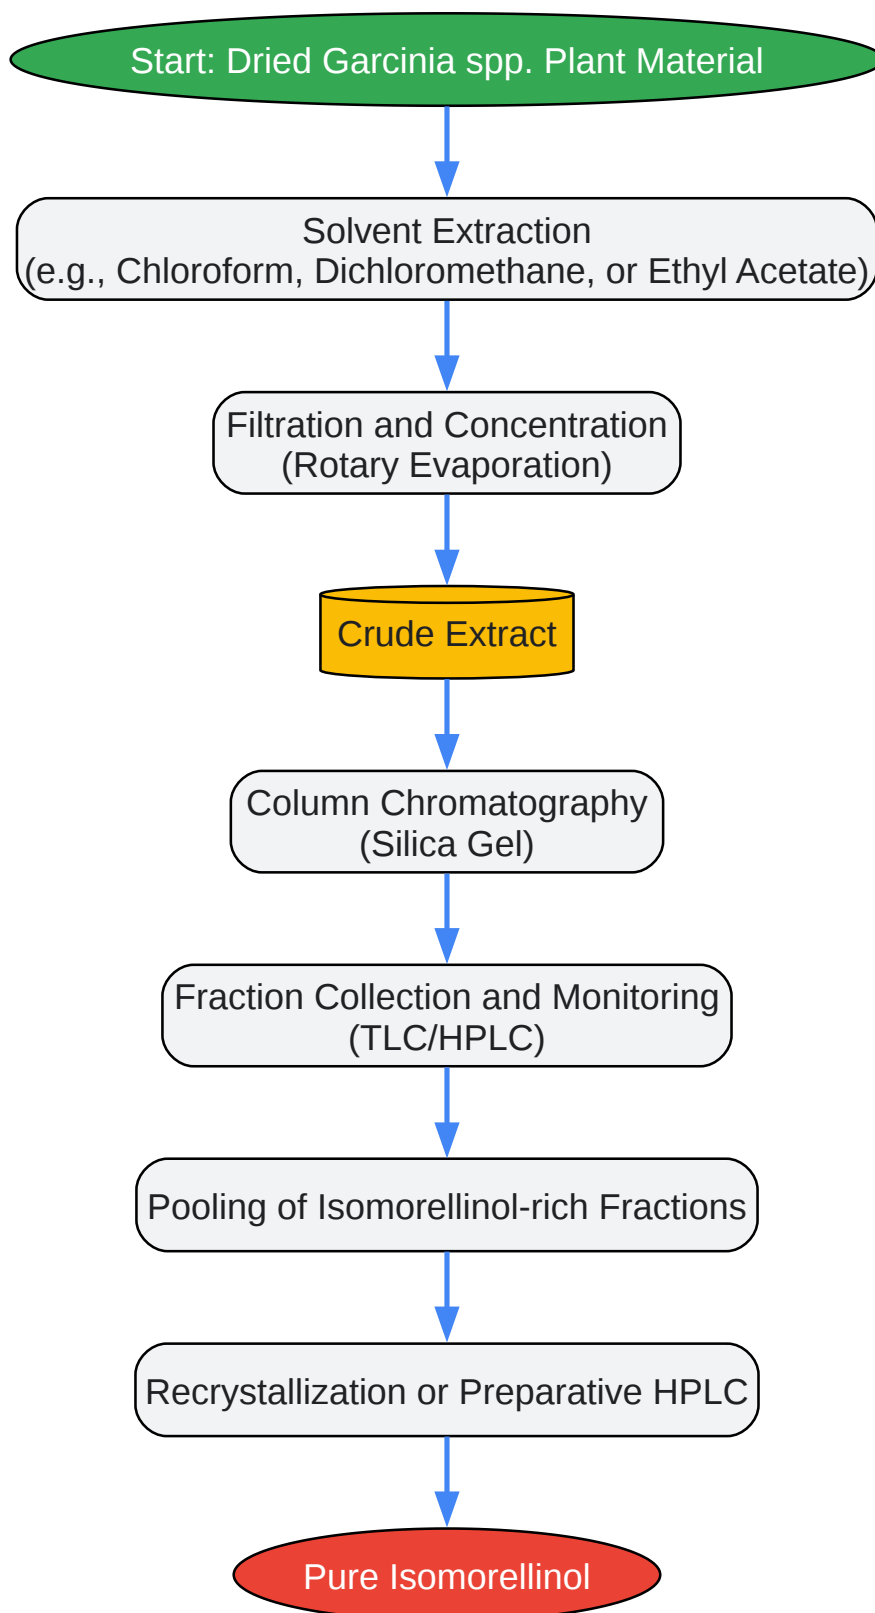 Start: Dried Garcinia spp. Plant Material
Solvent Extraction
(e.g., Chloroform, Dichloromethane, or Ethyl Acetate)
Filtration and Concentration
(Rotary Evaporation)
Crude Extract
Column Chromatography
(Silica Gel)
Fraction Collection and Monitoring
(TLC/HPLC)
Pooling of Isomorellinol-rich Fractions
Recrystallization or Preparative HPLC
Pure Isomorellinol